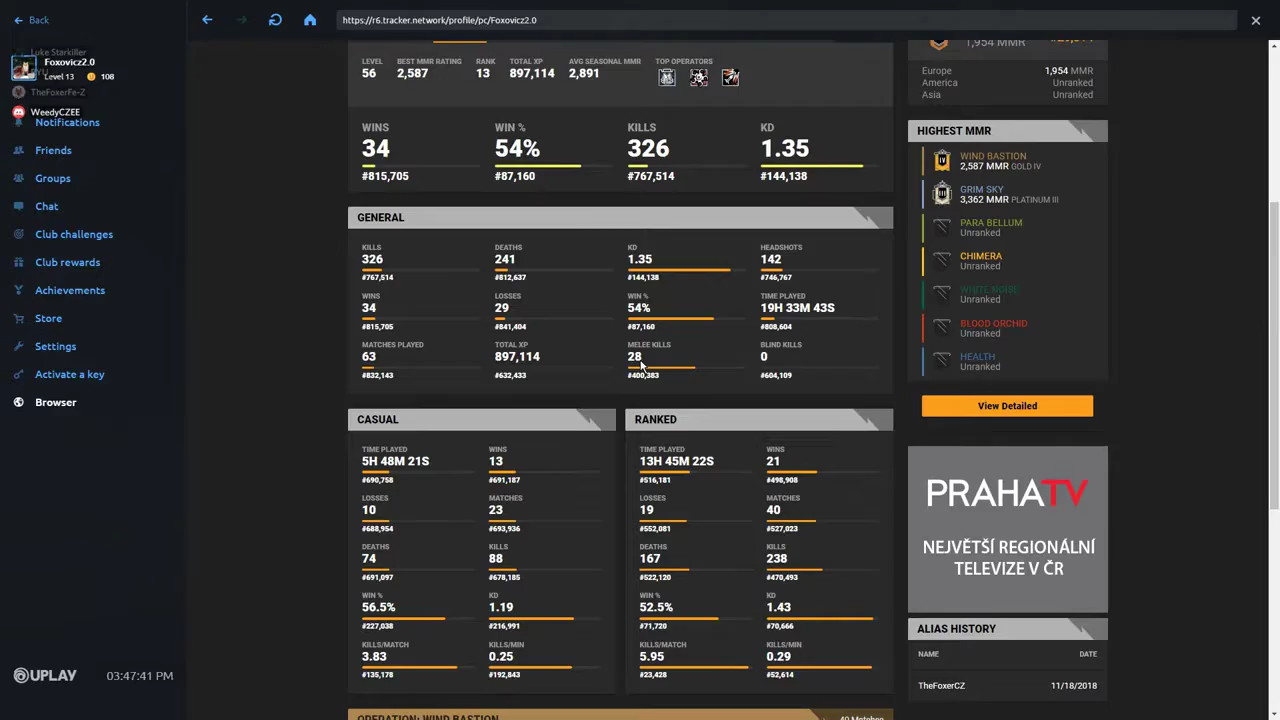 Back
https://r6.tracker.network/profile/pc/Foxovicz2.0
Luke Starkiller
Foxovicz2.0
Level 13 108
TheFoxerFe-Z
WeedyCZEE
Notifications
Friends
Groups
Chat
Club challenges
Club rewards
Achievements
Store
Settings
Activate a key
Browser
UPLAY 03:47:41 PM
LEVEL BEST MMR RATING RANK TOTAL XP AVG SEASONAL MMR TOP OPERATORS
56 2,587 13 897,114 2,891
WINS WIN % KILLS KD
34 54% 326 1.35
#815,705 #87,160 #767,514 #144,138
GENERAL
KILLS DEATHS KD HEADSHOTS
326 241 1.35 142
#767,514 #812,637 #144,138 #746,767
WINS LOSSES WIN % TIME PLAYED
34 29 54% 19H 33M 43S
#815,705 #841,404 #87,160 #808,604
MATCHES PLAYED TOTAL XP MELEE KILLS BLIND KILLS
63 897,114 28 0
#832,143 #632,433 #400,383 #604,109
CASUAL
TIME PLAYED WINS
5H 48M 21S 13
#690,758 #691,187
LOSSES MATCHES
10 23
#688,954 #693,936
DEATHS KILLS
74 88
#691,097 #678,185
WIN % KD
56.5% 1.19
#227,038 #216,991
KILLS/MATCH KILLS/MIN
3.83 0.25
#135,178 #192,843
RANKED
TIME PLAYED WINS
13H 45M 22S 21
#516,181 #498,908
LOSSES MATCHES
19 40
#552,081 #527,023
DEATHS KILLS
167 238
#522,120 #470,493
WIN % KD
52.5% 1.43
#71,720 #70,666
KILLS/MATCH KILLS/MIN
5.95 0.29
#23,428 #52,614
OPERATION: WIND BASTION 40 Matches
1,954 MMR
Europe 1,954 MMR
America Unranked
Asia Unranked
HIGHEST MMR
WIND BASTION
2,587 MMR GOLD IV
GRIM SKY
3,362 MMR PLATINUM III
PARA BELLUM
Unranked
CHIMERA
Unranked
WHITE NOISE
Unranked
BLOOD ORCHID
Unranked
HEALTH
Unranked
View Detailed
PRAHATV
NEJVĚTŠÍ REGIONÁLNÍ
TELEVIZE V ČR
ALIAS HISTORY
NAME DATE
TheFoxerCZ 11/18/2018